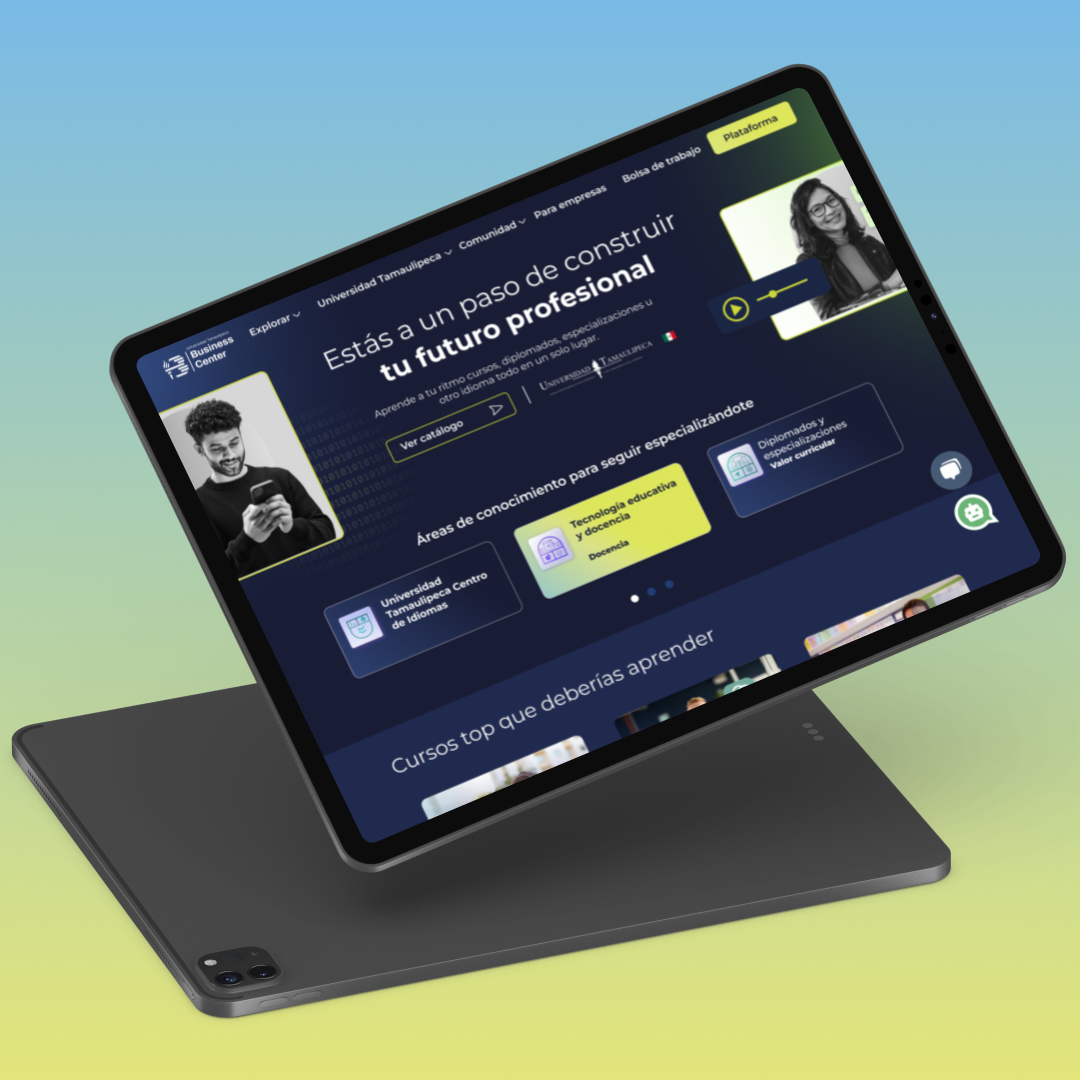 Universidad Tamaulipeca
Business
Center
Explorar
Universidad Tamaulipeca
Comunidad
Para empresas
Bolsa de trabajo
Plataforma
Estás a un paso de construir
tu futuro profesional
Aprende a tu ritmo cursos, diplomados, especializaciones u
otro idioma todo en un solo lugar.
Ver catálogo
UNIVERSIDAD TAMAULIPECA
Áreas de conocimiento para seguir especializándote
Universidad
Tamaulipeca Centro
de Idiomas
Tecnología educativa
y docencia
Docencia
Diplomados y
especializaciones
Valor curricular
Cursos top que deberías aprender